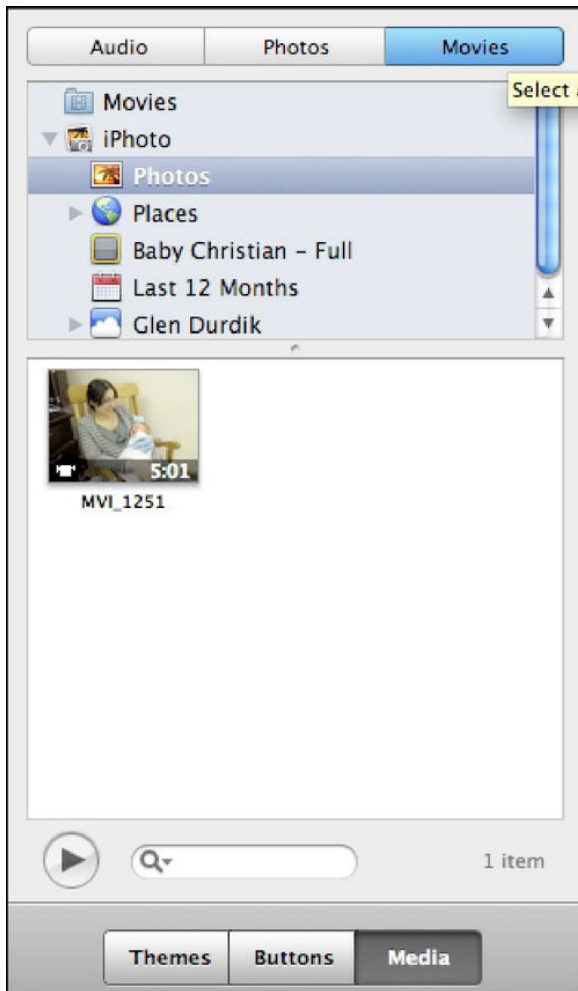 Audio Photos Movies
Select
Movies
iPhoto
Photos
Places
Baby Christian – Full
Last 12 Months
Glen Durdik
5:01
MVI_1251
1 item
Themes Buttons Media